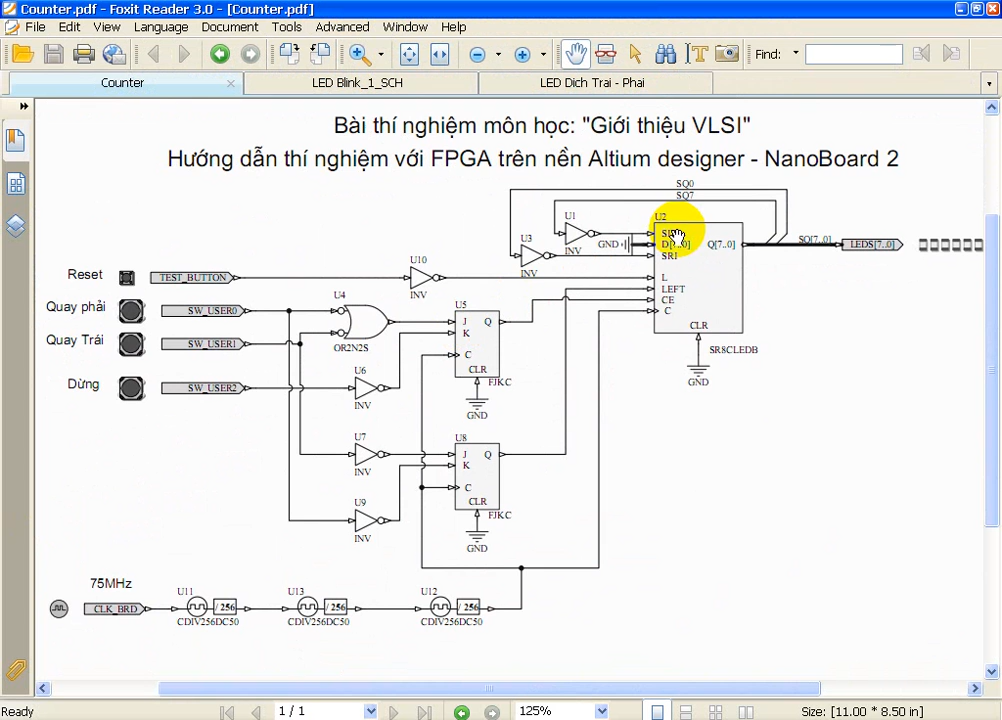 Counter.pdf - Foxit Reader 3.0 - [Counter.pdf]
File Edit View Language Document Tools Advanced Window Help
Find:
Counter
LED Blink_1_SCH
LED Dich Trai - Phai
Bài thí nghiệm môn học: "Giới thiệu VLSI"
Hướng dẫn thí nghiệm với FPGA trên nền Altium designer - NanoBoard 2
SQ0
SQ7
U1
INV
U2
GND
D[7..0]
Q[7..0]
SQ[7..0]
LEDS[7..0]
U3
INV
SRI
Reset
TEST_BUTTON
U10
INV
L
LEFT
CE
C
CLR
SR8CLEDB
GND
Quay phải
SW_USER0
U4
OR2N2S
U5
J
Q
K
C
CLR
FJKC
GND
Quay Trái
SW_USER1
Dừng
SW_USER2
U6
INV
U7
INV
U8
J
Q
K
C
CLR
FJKC
GND
U9
INV
75MHz
CLK_BRD
U11
/ 256
CDIV256DC50
U13
/ 256
CDIV256DC50
U12
/ 256
CDIV256DC50
Ready
1 / 1
125%
Size: [11.00 * 8.50 in]